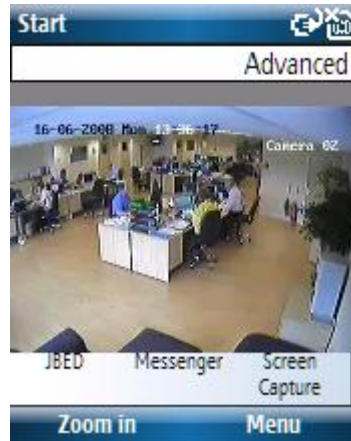 Start
Advanced
16-06-2008 Mon 13:36:17
Camera 02
JBED Messenger Screen
Capture
Zoom in Menu